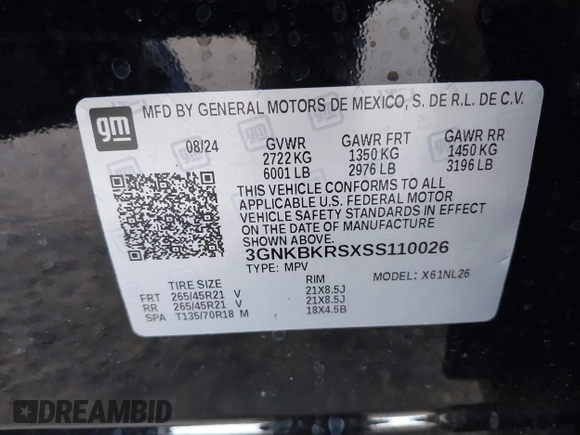 gm
MFD BY GENERAL MOTORS DE MEXICO, S. DE R.L. DE C.V.
08/24 GVWR GAWR FRT GAWR RR
2722 KG 1350 KG 1450 KG
6001 LB 2976 LB 3196 LB
THIS VEHICLE CONFORMS TO ALL
APPLICABLE U.S. FEDERAL MOTOR
VEHICLE SAFETY STANDARDS IN EFFECT
ON THE DATE OF MANUFACTURE
SHOWN ABOVE.
3GNKBKRSXSS110026
TYPE: MPV MODEL: X61NL26
TIRE SIZE RIM
FRT 265/45R21 V 21X8.5J
RR 265/45R21 V 21X8.5J
SPA T135/70R18 M 18X4.5B
DREAMBID